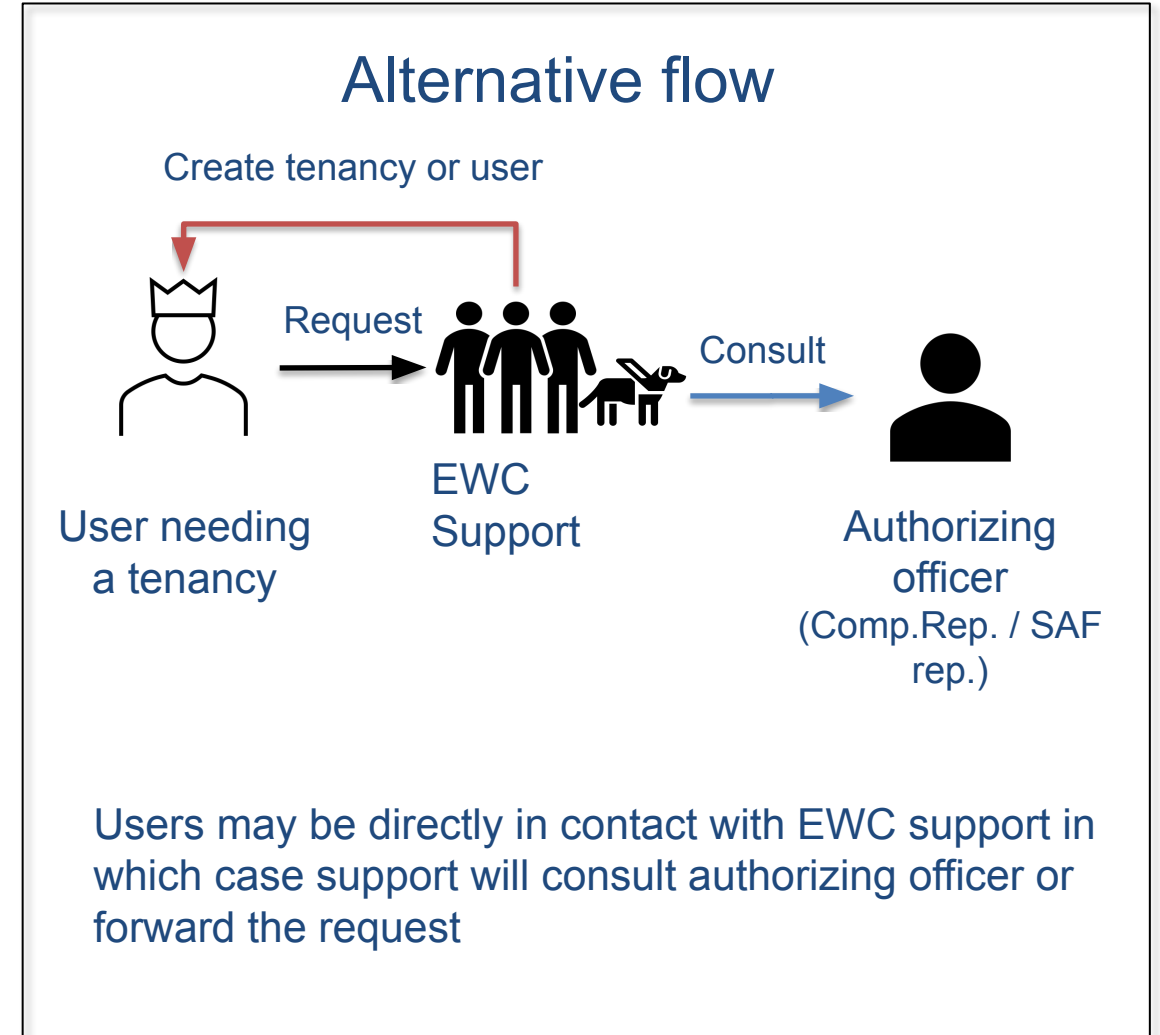 Alternative flow
Create tenancy or user
Request
Consult
EWC
Support
User needing
a tenancy
Authorizing
officer
(Comp.Rep. / SAF
rep.)
Users may be directly in contact with EWC support in
which case support will consult authorizing officer or
forward the request